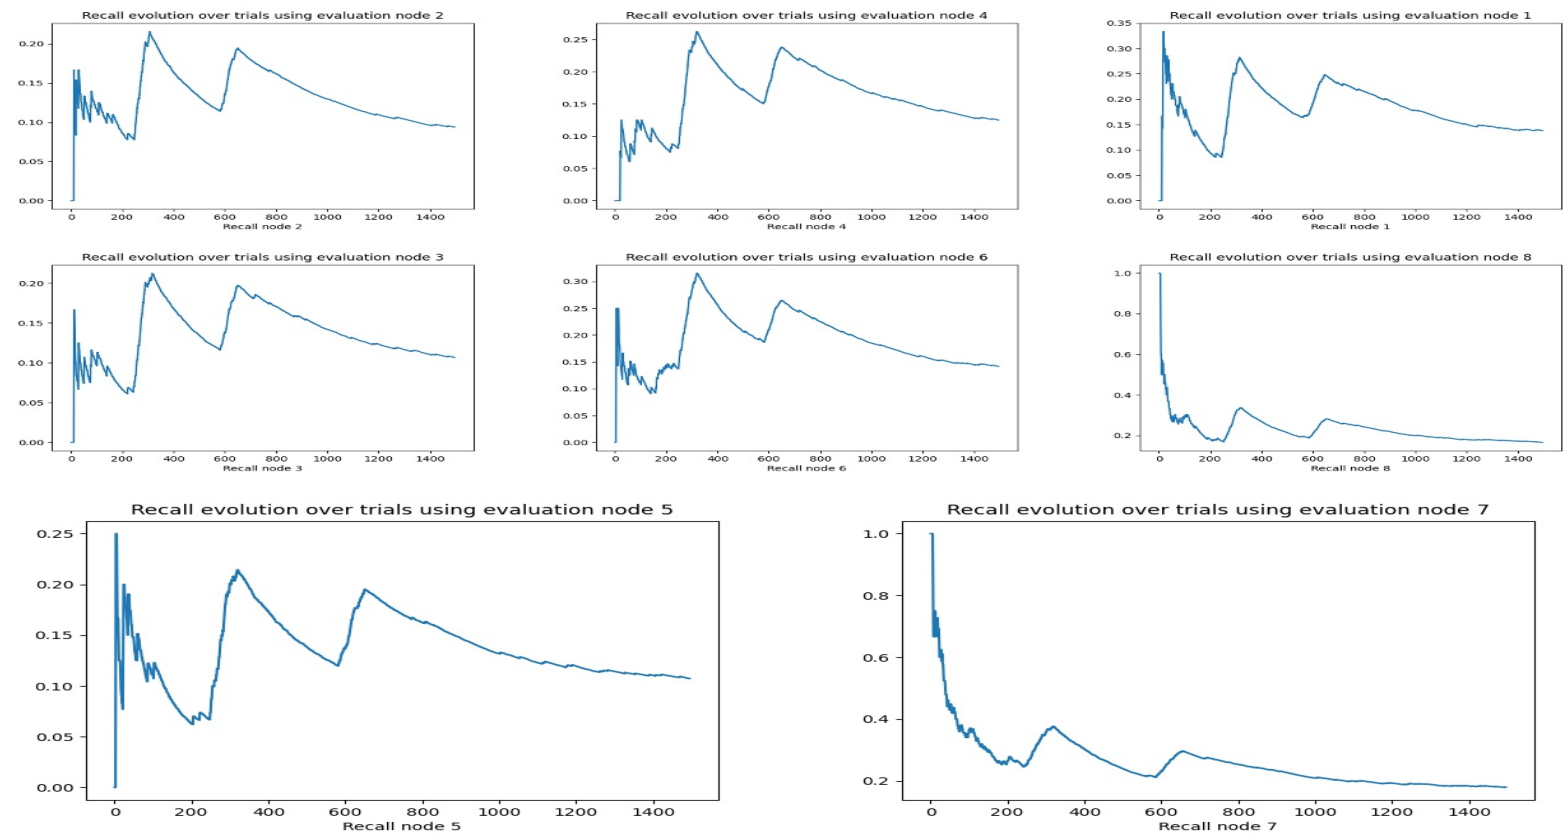 Recall evolution over trials using evaluation node 2
0.20
0.15
0.10
0.05
0.00
0 200 400 600 800 1000 1200 1400
Recall node 2
Recall evolution over trials using evaluation node 4
0.25
0.20
0.15
0.10
0.05
0.00
0 200 400 600 800 1000 1200 1400
Recall node 4
Recall evolution over trials using evaluation node 1
0.35
0.30
0.25
0.20
0.15
0.10
0.05
0.00
0 200 400 600 800 1000 1200 1400
Recall node 1
Recall evolution over trials using evaluation node 3
0.20
0.15
0.10
0.05
0.00
0 200 400 600 800 1000 1200 1400
Recall node 3
Recall evolution over trials using evaluation node 6
0.30
0.25
0.20
0.15
0.10
0.05
0.00
0 200 400 600 800 1000 1200 1400
Recall node 6
Recall evolution over trials using evaluation node 8
1.0
0.8
0.6
0.4
0.2
0 200 400 600 800 1000 1200 1400
Recall node 8
Recall evolution over trials using evaluation node 5
0.25
0.20
0.15
0.10
0.05
0.00
0 200 400 600 800 1000 1200 1400
Recall node 5
Recall evolution over trials using evaluation node 7
1.0
0.8
0.6
0.4
0.2
0 200 400 600 800 1000 1200 1400
Recall node 7